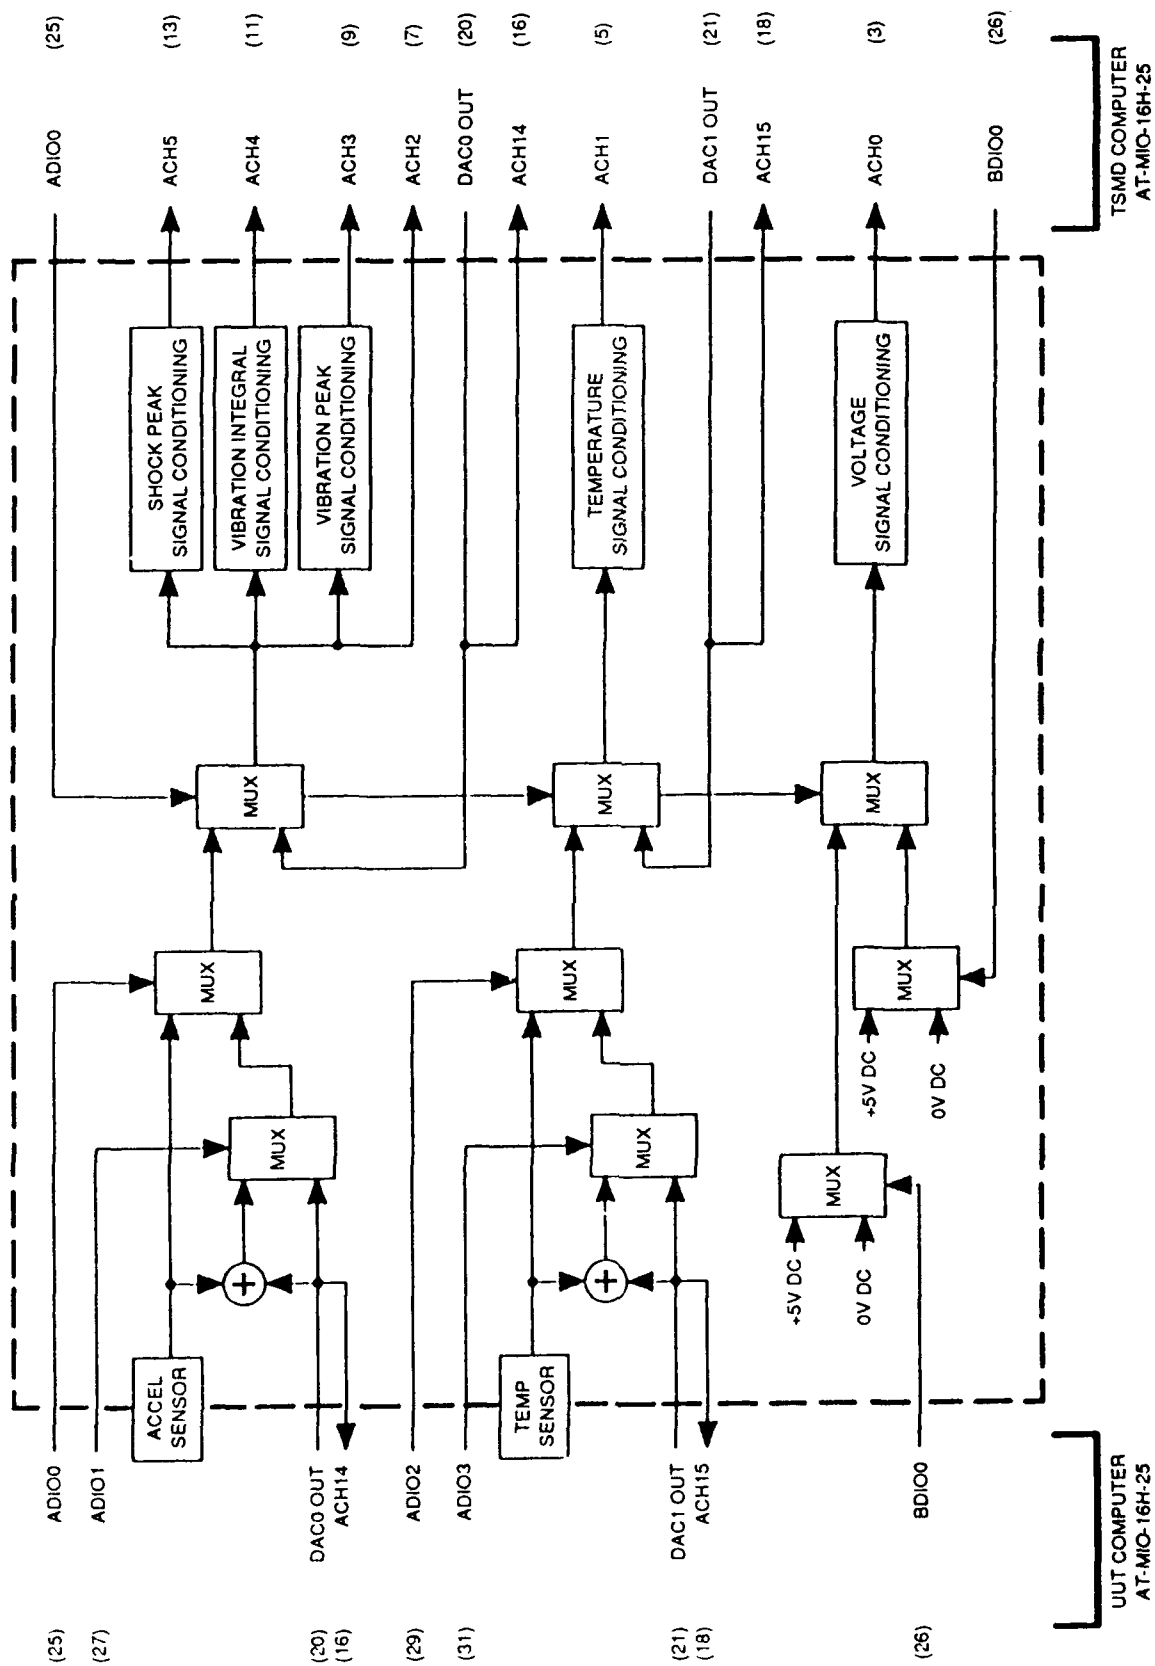 (25)
ADIO0
(27)
ADIO1
ACCEL
SENSOR
(20)
DAC0 OUT
(16)
ACH14
(29)
ADIO2
(31)
ADIO3
TEMP
SENSOR
(21)
DAC1 OUT
(18)
ACH15
(26)
BDIO0
UUT COMPUTER
AT-MIO-16H-25
+
MUX
MUX
MUX
+
MUX
MUX
MUX
+5V DC
0V DC
MUX
+5V DC
0V DC
MUX
MUX
SHOCK PEAK
SIGNAL CONDITIONING
VIBRATION INTEGRAL
SIGNAL CONDITIONING
VIBRATION PEAK
SIGNAL CONDITIONING
TEMPERATURE
SIGNAL CONDITIONING
VOLTAGE
SIGNAL CONDITIONING
ADIO0
(25)
ACH5
(13)
ACH4
(11)
ACH3
(9)
ACH2
(7)
DAC0 OUT
(20)
ACH14
(16)
ACH1
(5)
DAC1 OUT
(21)
ACH15
(18)
ACH0
(3)
BDIO0
(26)
TSMD COMPUTER
AT-MIO-16H-25